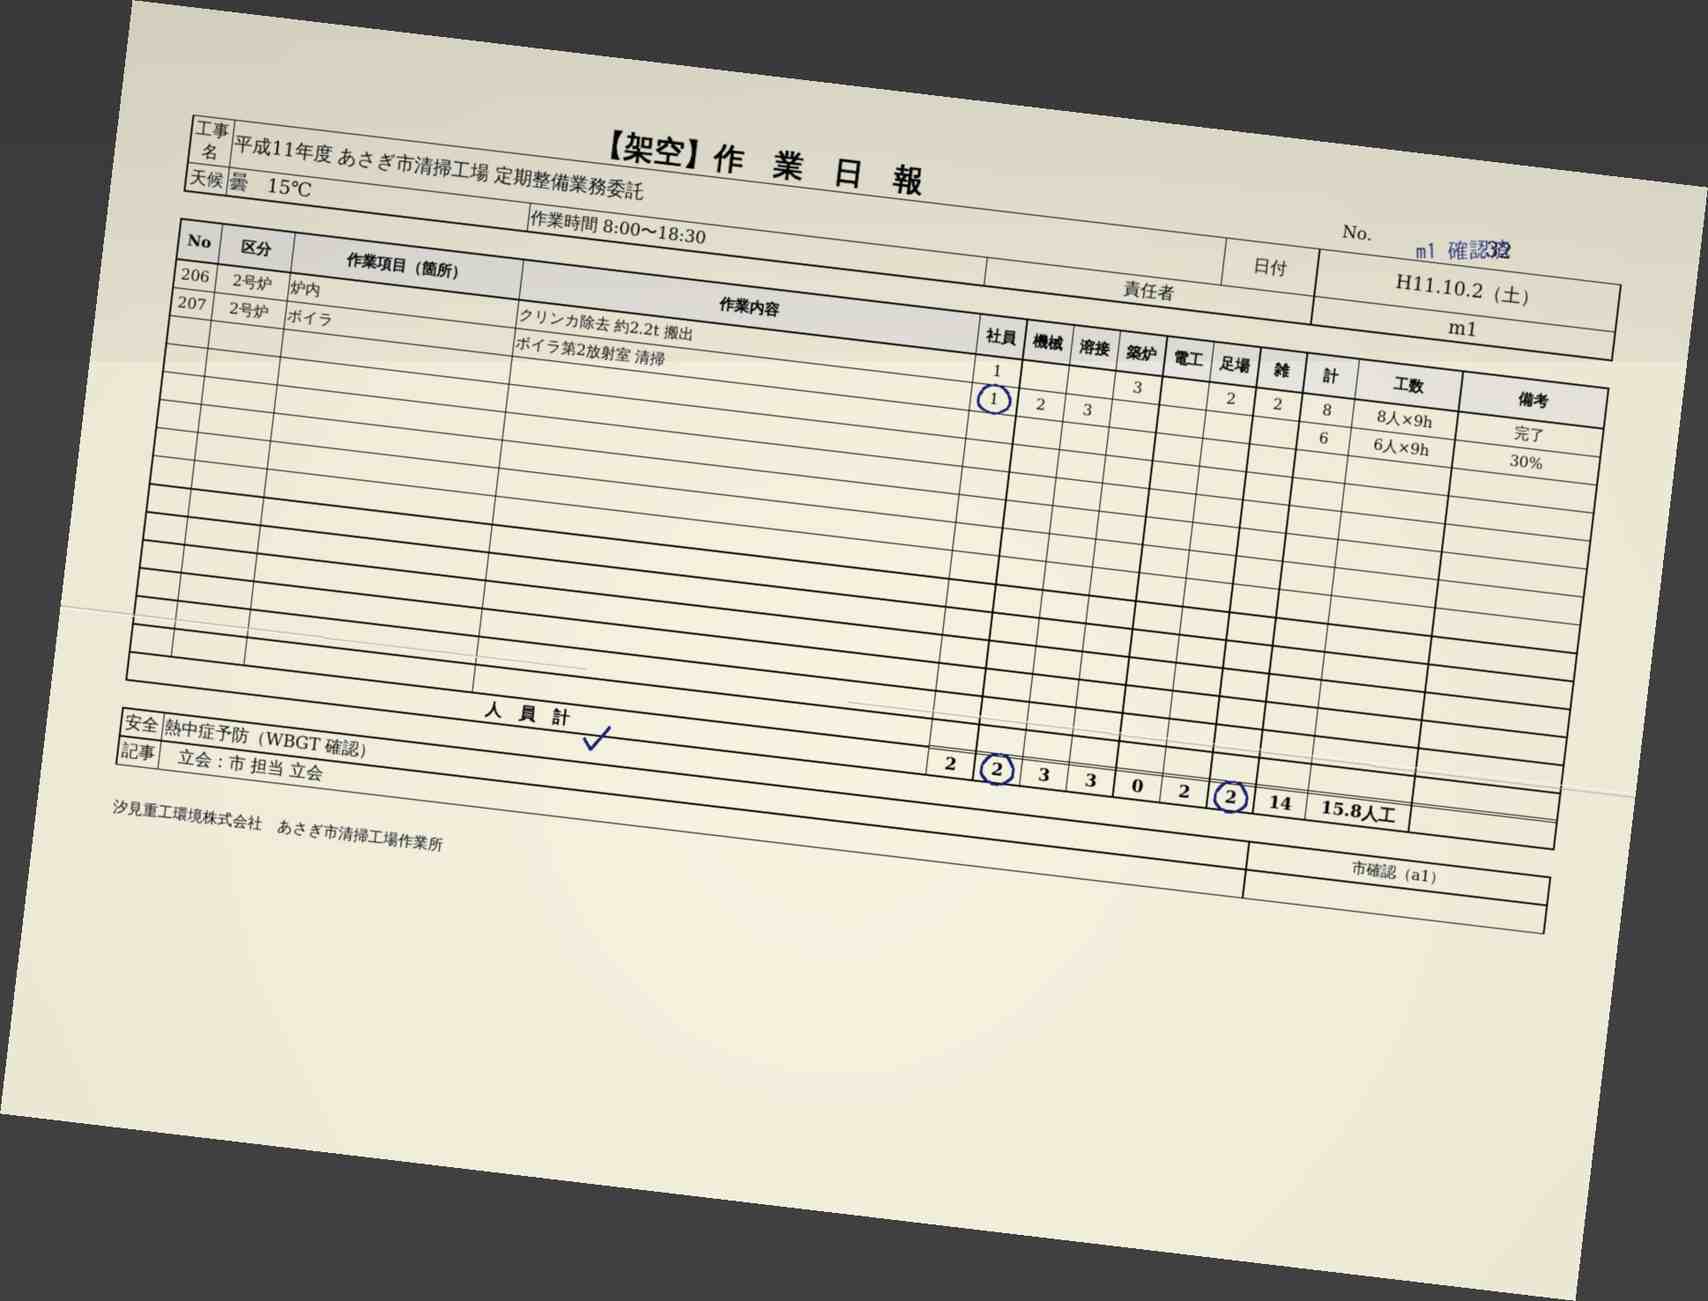 【架空】作 業 日 報
No. 32
m1 確認済
工事名 平成11年度 あさぎ市清掃工場 定期整備業務委託 日付 H11.10.2（土）
天候 曇 15℃ 作業時間 8:00〜18:30 責任者 m1
No 区分 作業項目（箇所） 作業内容 社員 機械 溶接 築炉 電工 足場 雑 計 工数 備考
206 2号炉 炉内 クリンカ除去 約2.2t 搬出 1 3 2 2 8 8人×9h 完了
207 2号炉 ボイラ ボイラ第2放射室 清掃 1 2 3 6 6人×9h 30%
人 員 計 2 2 3 3 0 2 2 14 15.8人工
安全 熱中症予防（WBGT 確認） 市確認（a1）
記事 立会：市 担当 立会
汐見重工環境株式会社 あさぎ市清掃工場作業所